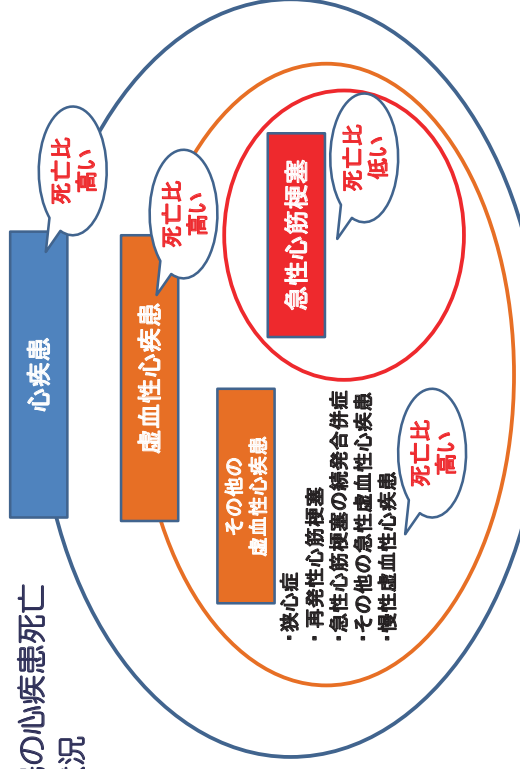 の心疾患死亡
況
心疾患
死亡比
高い
虚血性心疾患
死亡比
高い
その他の
虚血性心疾患
急性心筋梗塞
死亡比
低い
・狭心症
・再発性心筋梗塞
・急性心筋梗塞の続発合併症
・その他の急性虚血性心疾患
・慢性虚血性心疾患
死亡比
高い